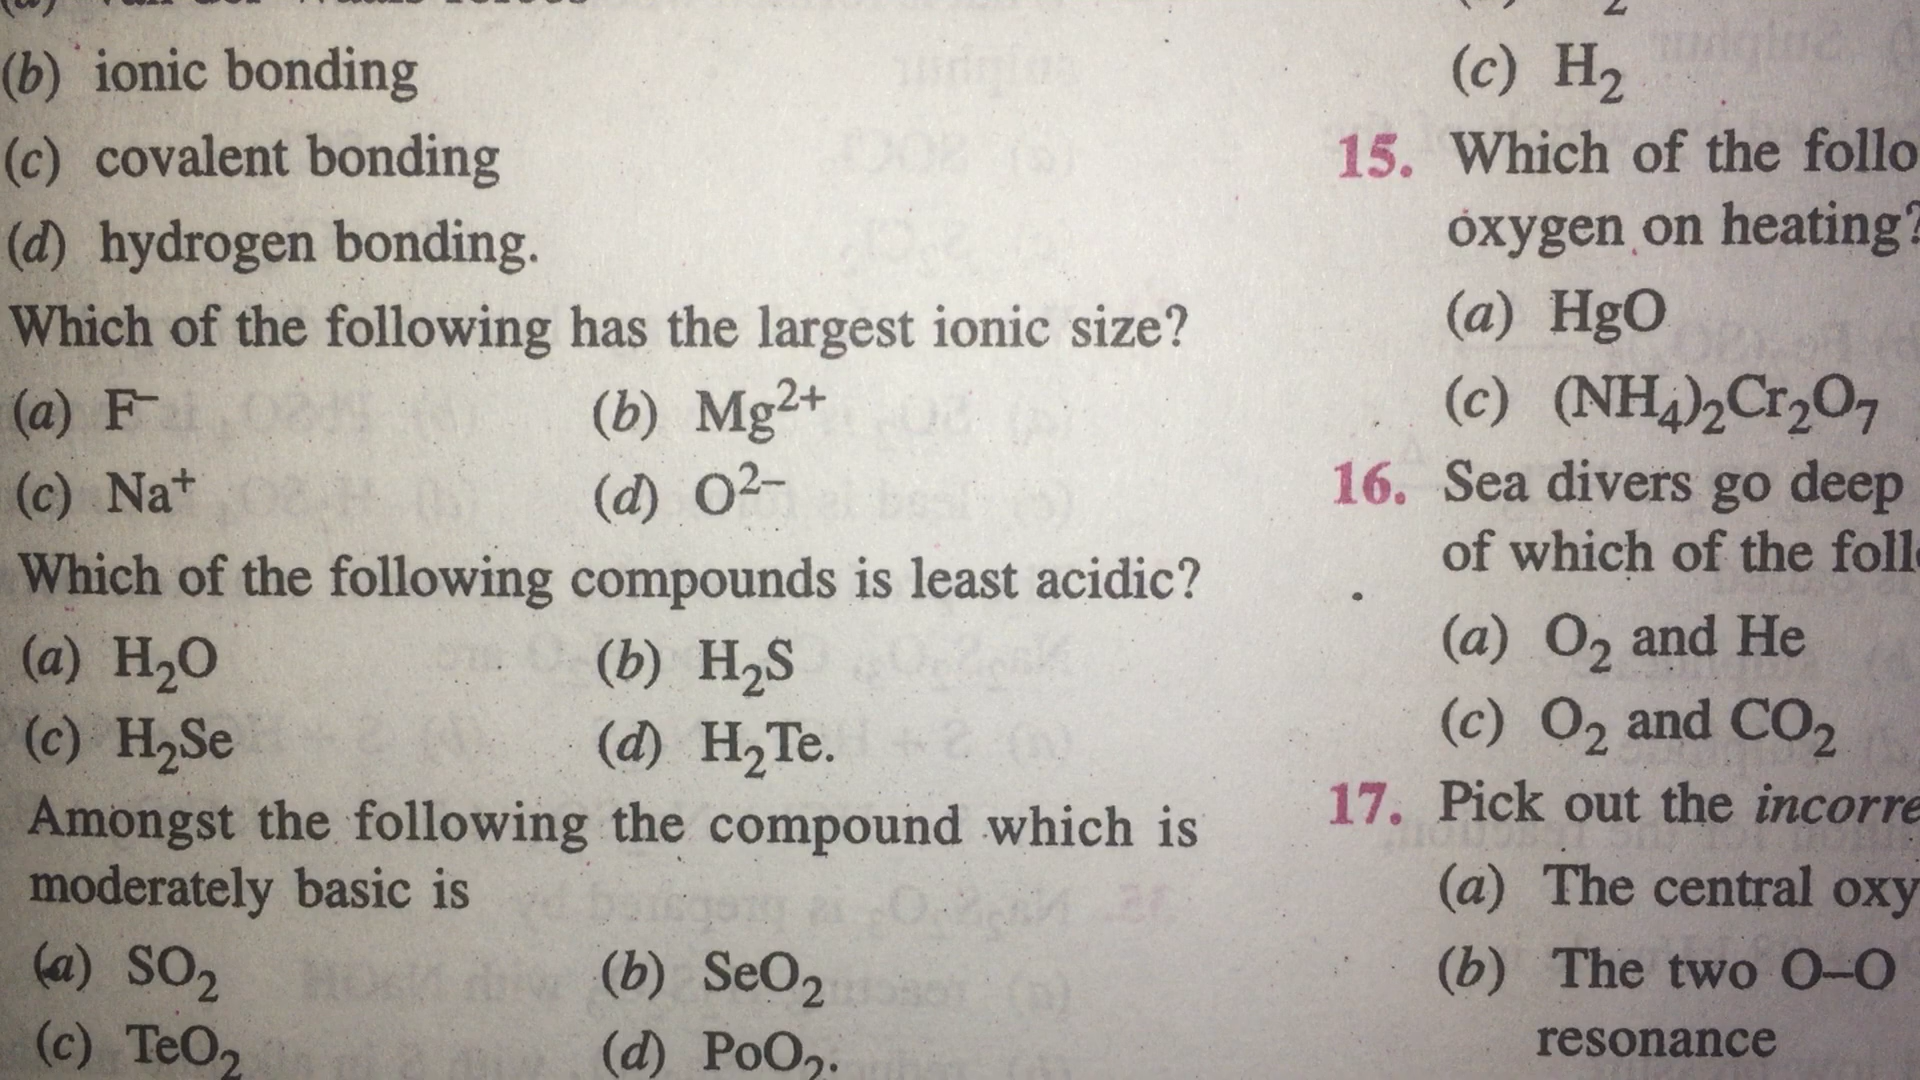 (b) ionic bonding
(c) covalent bonding
(d) hydrogen bonding.
Which of the following has the largest ionic size?
(a) F⁻ (b) Mg²⁺
(c) Na⁺ (d) O²⁻
Which of the following compounds is least acidic?
(a) H₂O (b) H₂S
(c) H₂Se (d) H₂Te.
Amongst the following the compound which is
moderately basic is
(a) SO₂ (b) SeO₂
(c) TeO₂ (d) PoO₂.
(c) H₂
15. Which of the follo
oxygen on heating?
(a) HgO
(c) (NH₄)₂Cr₂O₇
16. Sea divers go deep
of which of the foll
(a) O₂ and He
(c) O₂ and CO₂
17. Pick out the incorre
(a) The central oxy
(b) The two O–O
resonance